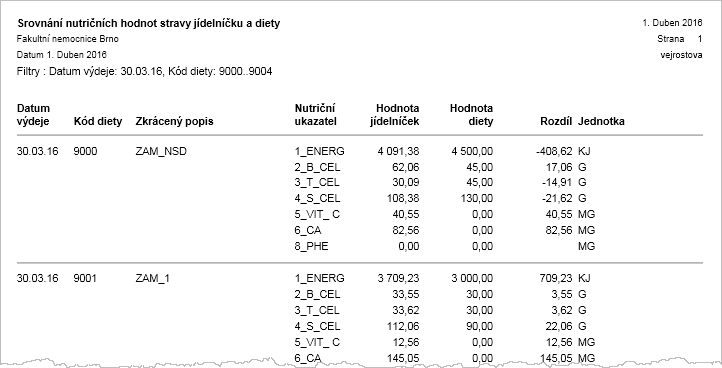 Srovnání nutričních hodnot stravy jídelníčku a diety 1. Duben 2016
Fakultní nemocnice Brno Strana 1
Datum 1. Duben 2016 vejrostova
Filtry : Datum výdeje: 30.03.16, Kód diety: 9000..9004
Datum Nutriční Hodnota Hodnota
výdeje Kód diety Zkrácený popis ukazatel jídelníček diety Rozdíl Jednotka
30.03.16 9000 ZAM_NSD 1_ENERG 4 091,38 4 500,00 -408,62 KJ
2_B_CEL 62,06 45,00 17,06 G
3_T_CEL 30,09 45,00 -14,91 G
4_S_CEL 108,38 130,00 -21,62 G
5_VIT_ C 40,55 0,00 40,55 MG
6_CA 82,56 0,00 82,56 MG
8_PHE 0,00 0,00 MG
30.03.16 9001 ZAM_1 1_ENERG 3 709,23 3 000,00 709,23 KJ
2_B_CEL 33,55 30,00 3,55 G
3_T_CEL 33,62 30,00 3,62 G
4_S_CEL 112,06 90,00 22,06 G
5_VIT_ C 12,56 0,00 12,56 MG
6_CA 145,05 0,00 145,05 MG